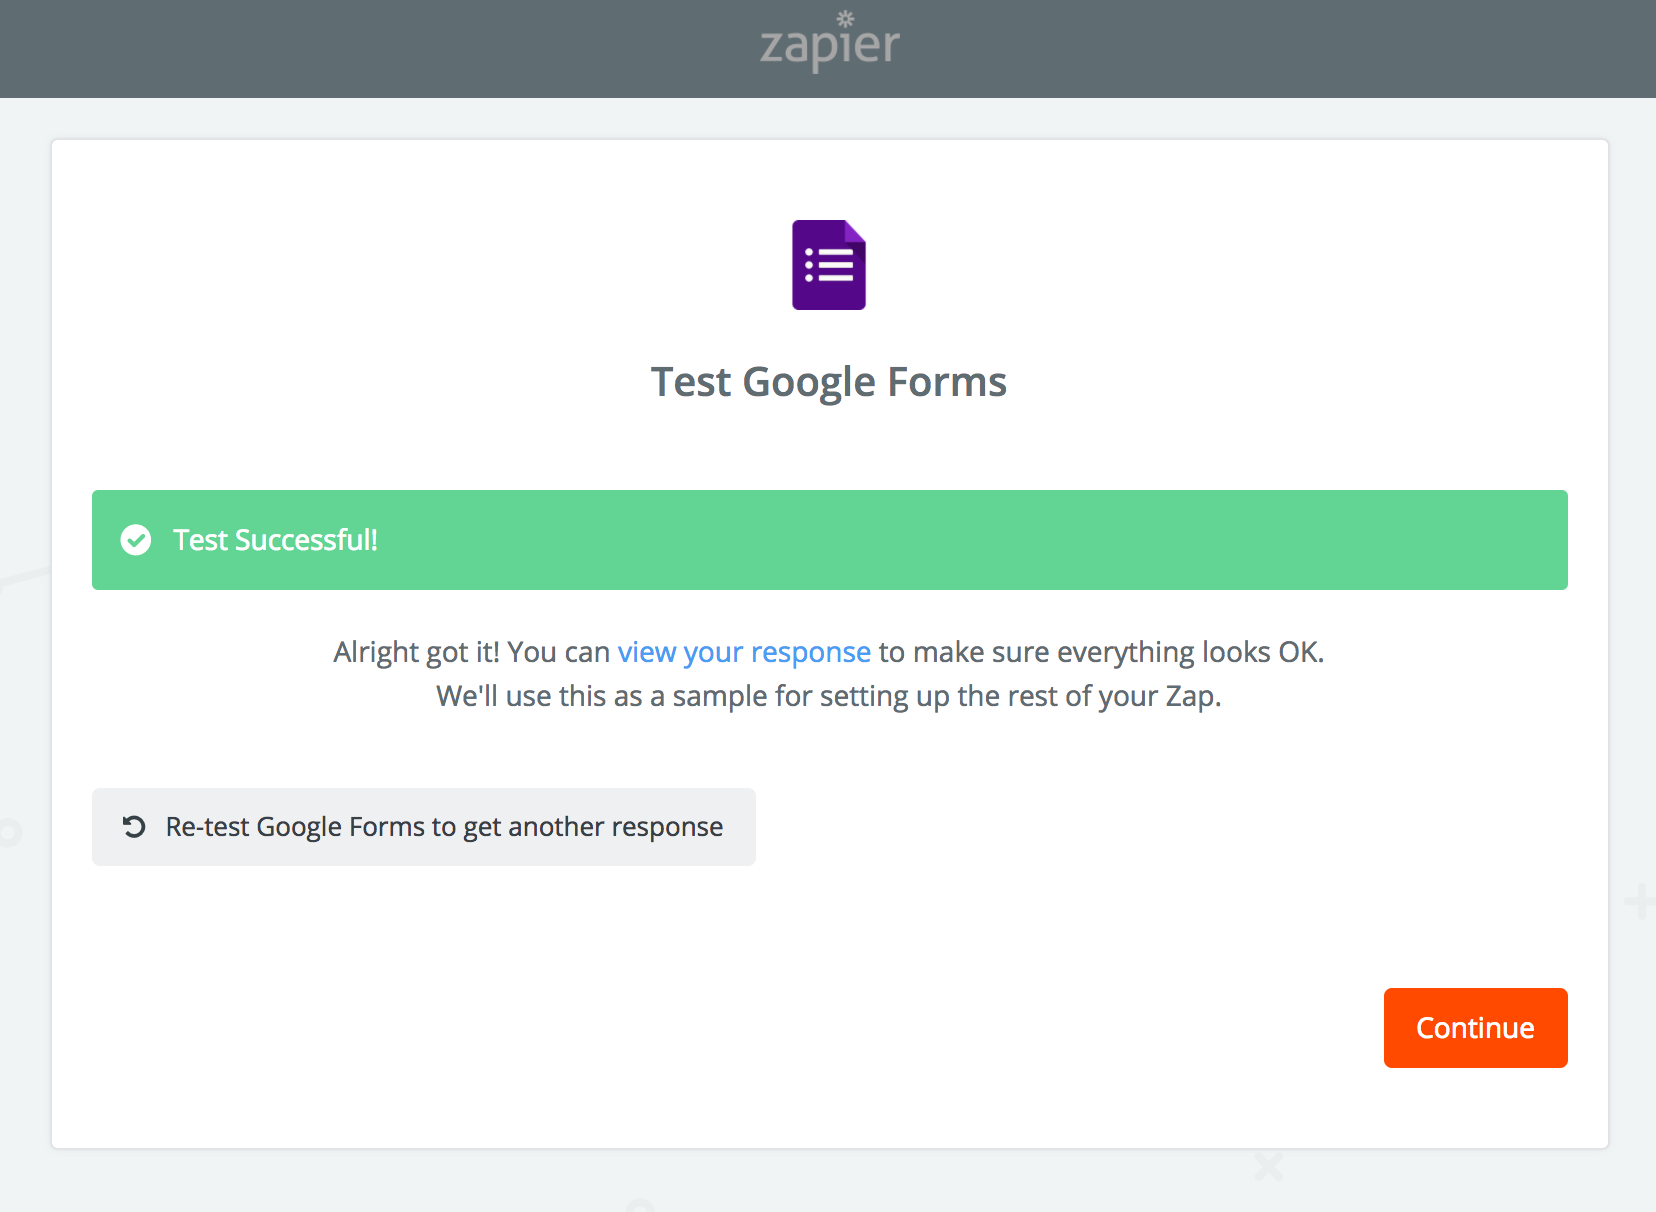 zapier
Test Google Forms
Test Successful!
Alright got it! You can view your response to make sure everything looks OK.
We'll use this as a sample for setting up the rest of your Zap.
Re-test Google Forms to get another response
Continue